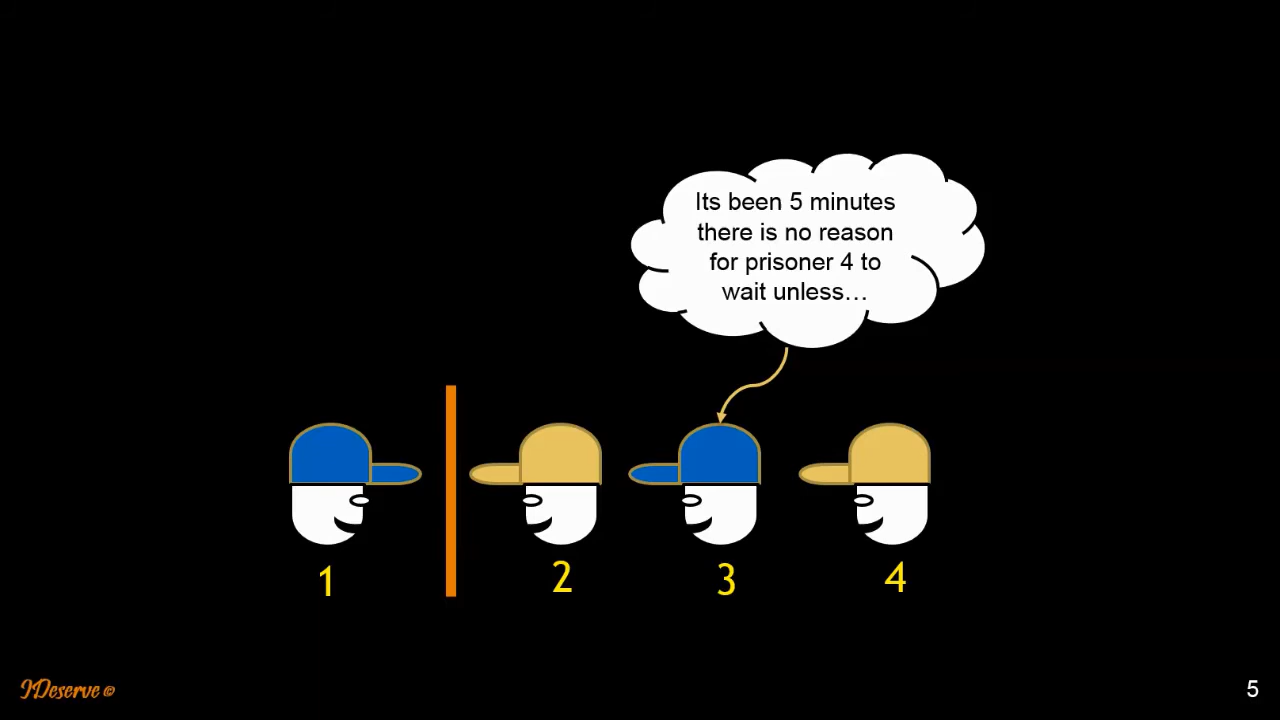 Its been 5 minutes
there is no reason
for prisoner 4 to
wait unless…
1
2
3
4
JDeserve ©
5